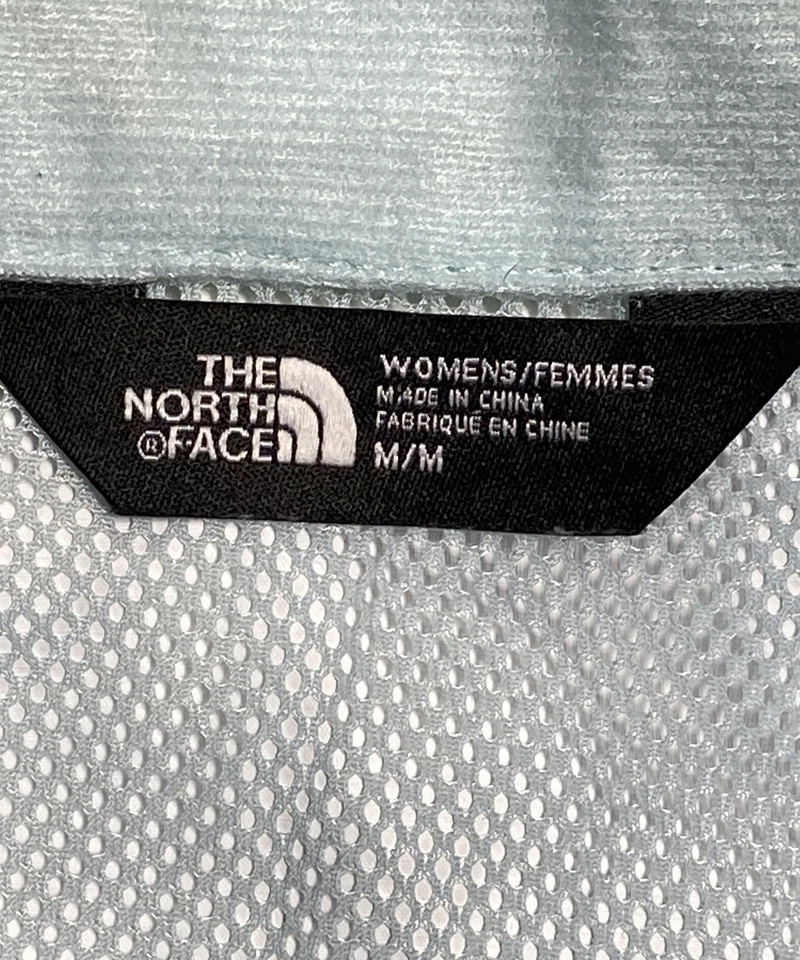 THE
NORTH
®FACE
WOMENS/FEMMES
MADE IN CHINA
FABRIQUÉ EN CHINE
M/M